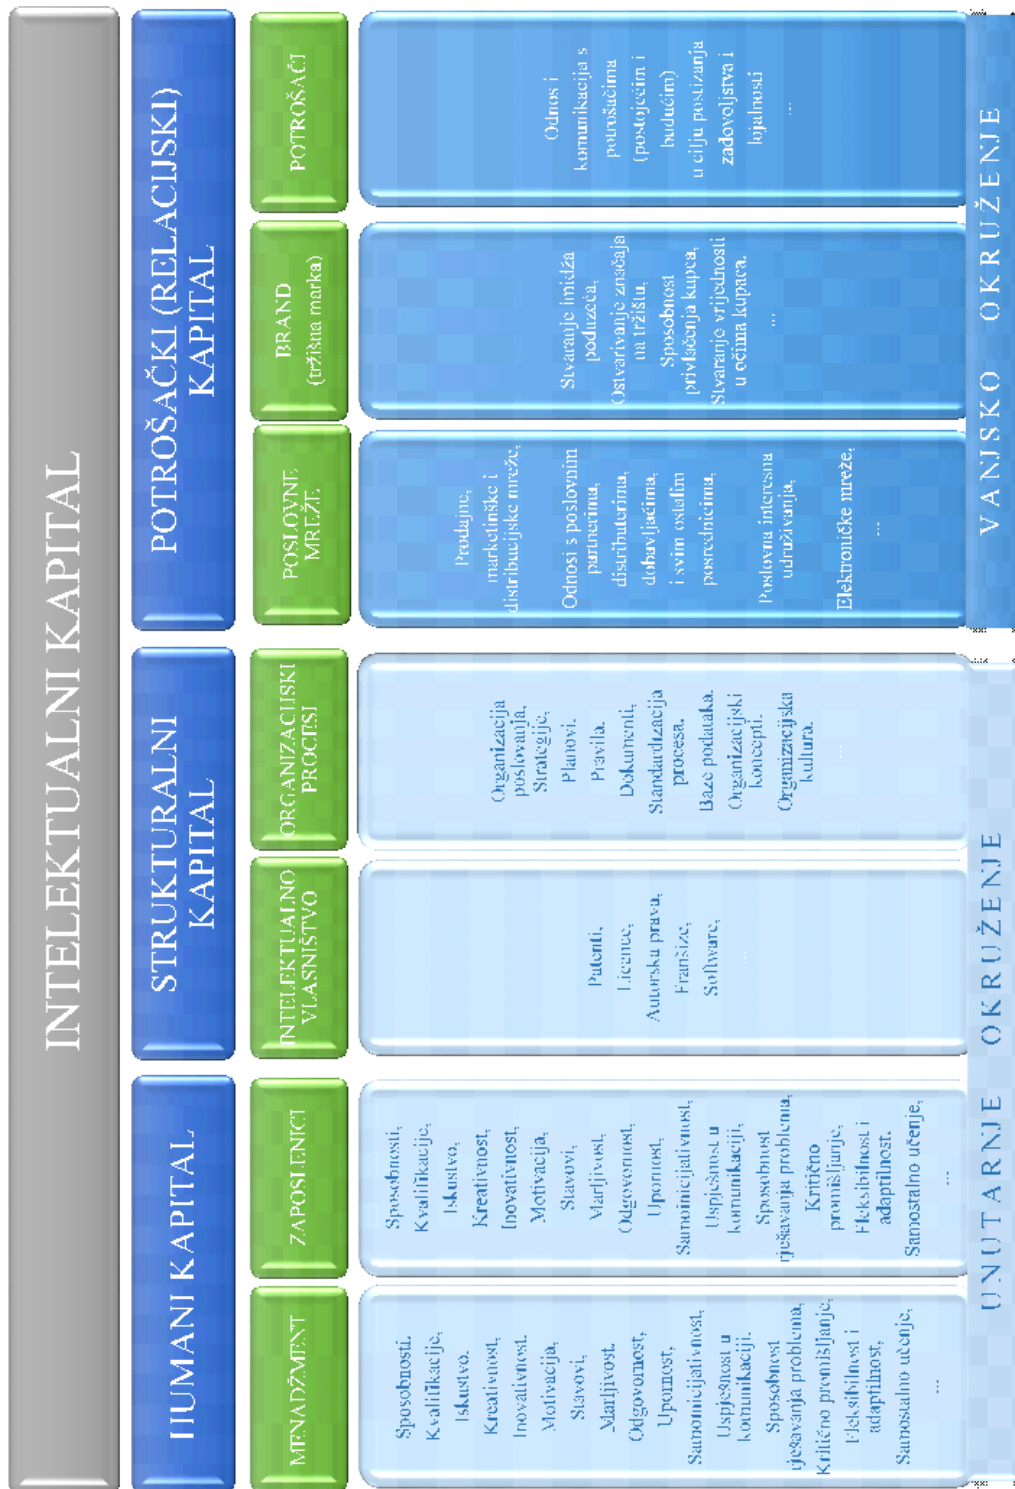 INTELEKTUALNI KAPITAL
HUMANI KAPITAL
STRUKTURALNI
KAPITAL
POTROŠAČKI (RELACIJSKI)
KAPITAL
MENADŽMENT
ZAPOSLENICI
INTELEKTUALNO
VLASNIŠTVO
ORGANIZACIJSKI
PROCESI
POSLOVNE
MREŽE
BRAND
(tržišna marka)
POTROŠAČI
Sposobnosti,
Kvalifikacije,
Iskustvo,
Kreativnost,
Inovativnost,
Motivacija,
Stavovi,
Marljivost,
Odgovornost,
Upornost,
Samoinicijativnost,
Uspješnost u
komunikaciji,
Sposobnost
rješavanja problema,
Kritično promišljanje,
Fleksibilnost i
adaptilnost,
Samostalno učenje,
...
Sposobnosti,
Kvalifikacije,
Iskustvo,
Kreativnost,
Inovativnost,
Motivacija,
Stavovi,
Marljivost,
Odgovornost,
Upornost,
Samoinicijativnost,
Uspješnost u
komunikaciji,
Sposobnost
rješavanja problema,
Kritično
promišljanje,
Fleksibilnost i
adaptilnost,
Samostalno učenje,
...
Patenti,
Licence,
Autorska prava,
Franšize,
Software,
...
Organizacija
poslovanja,
Strategije,
Planovi,
Pravila,
Dokumenti,
Standardizacija
procesa,
Baze podataka,
Organizacijski
koncepti,
Organizacijska
kultura,
...
Prodajne,
marketinške i
distribucijske mreže,
Odnosi s poslovnim
partnerima,
distributerima,
dobavljačima,
i svim ostalim
posrednicima,
Poslovna interesna
udruživanja,
Elektroničke mreže,
...
Stvaranje imidža
poduzeća,
Ostvarivanje značaja
na tržištu,
Sposobnost
privlačenja kupca,
Stvaranje vrijednosti
u očima kupaca,
...
Odnos i
komunikacija s
potrošačima
(postojećim i
budućim)
u cilju postizanja
zadovoljstva i
lojalnosti
...
UNUTARNJE OKRUŽENJE
VANJSKO OKRUŽENJE